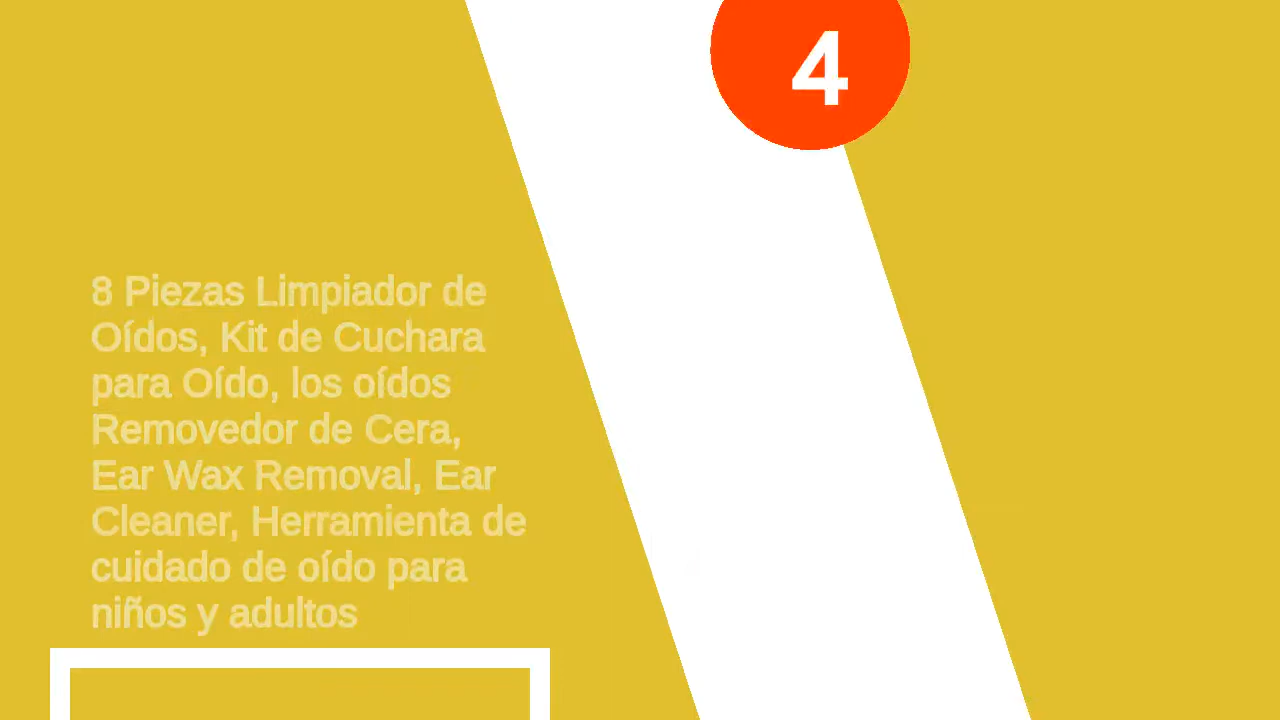 4
8 Piezas Limpiador de
Oídos, Kit de Cuchara
para Oído, los oídos
Removedor de Cera,
Ear Wax Removal, Ear
Cleaner, Herramienta de
cuidado de oído para
niños y adultos